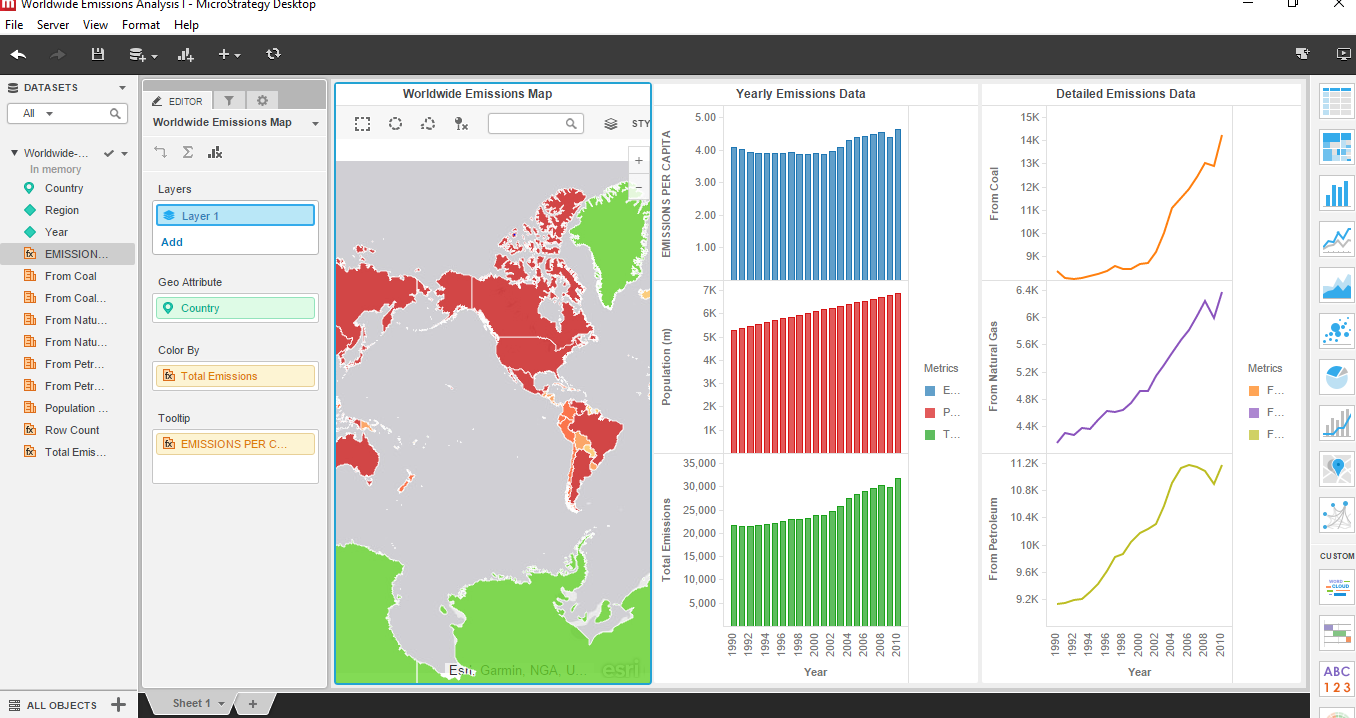 Worldwide Emissions Analysis I - MicroStrategy Desktop
File Server View Format Help
DATASETS
All
Worldwide-...
In memory
Country
Region
Year
EMISSION...
From Coal
From Coal...
From Natu...
From Natu...
From Petr...
From Petr...
Population ...
Row Count
Total Emis...
ALL OBJECTS
EDITOR
Worldwide Emissions Map
Layers
Layer 1
Add
Geo Attribute
Country
Color By
Total Emissions
Tooltip
EMISSIONS PER C...
Worldwide Emissions Map
STY
+
−
Esri, Garmin, NGA, U...
esri
Yearly Emissions Data
EMISSIONS PER CAPITA
5.00
4.00
3.00
2.00
1.00
Population (m)
7K
6K
5K
4K
3K
2K
1K
Total Emissions
35,000
30,000
25,000
20,000
15,000
10,000
5,000
1990 1992 1994 1996 1998 2000 2002 2004 2006 2008 2010
Year
Metrics
E...
P...
T...
Detailed Emissions Data
From Coal
15K
14K
13K
12K
11K
10K
9K
From Natural Gas
6.4K
6K
5.6K
5.2K
4.8K
4.4K
From Petroleum
11.2K
10.8K
10.4K
10K
9.6K
9.2K
1990 1992 1994 1996 1998 2000 2002 2004 2006 2008 2010
Year
Metrics
F...
F...
F...
CUSTOM
WORD
CLOUD
ABC
123
Sheet 1
+